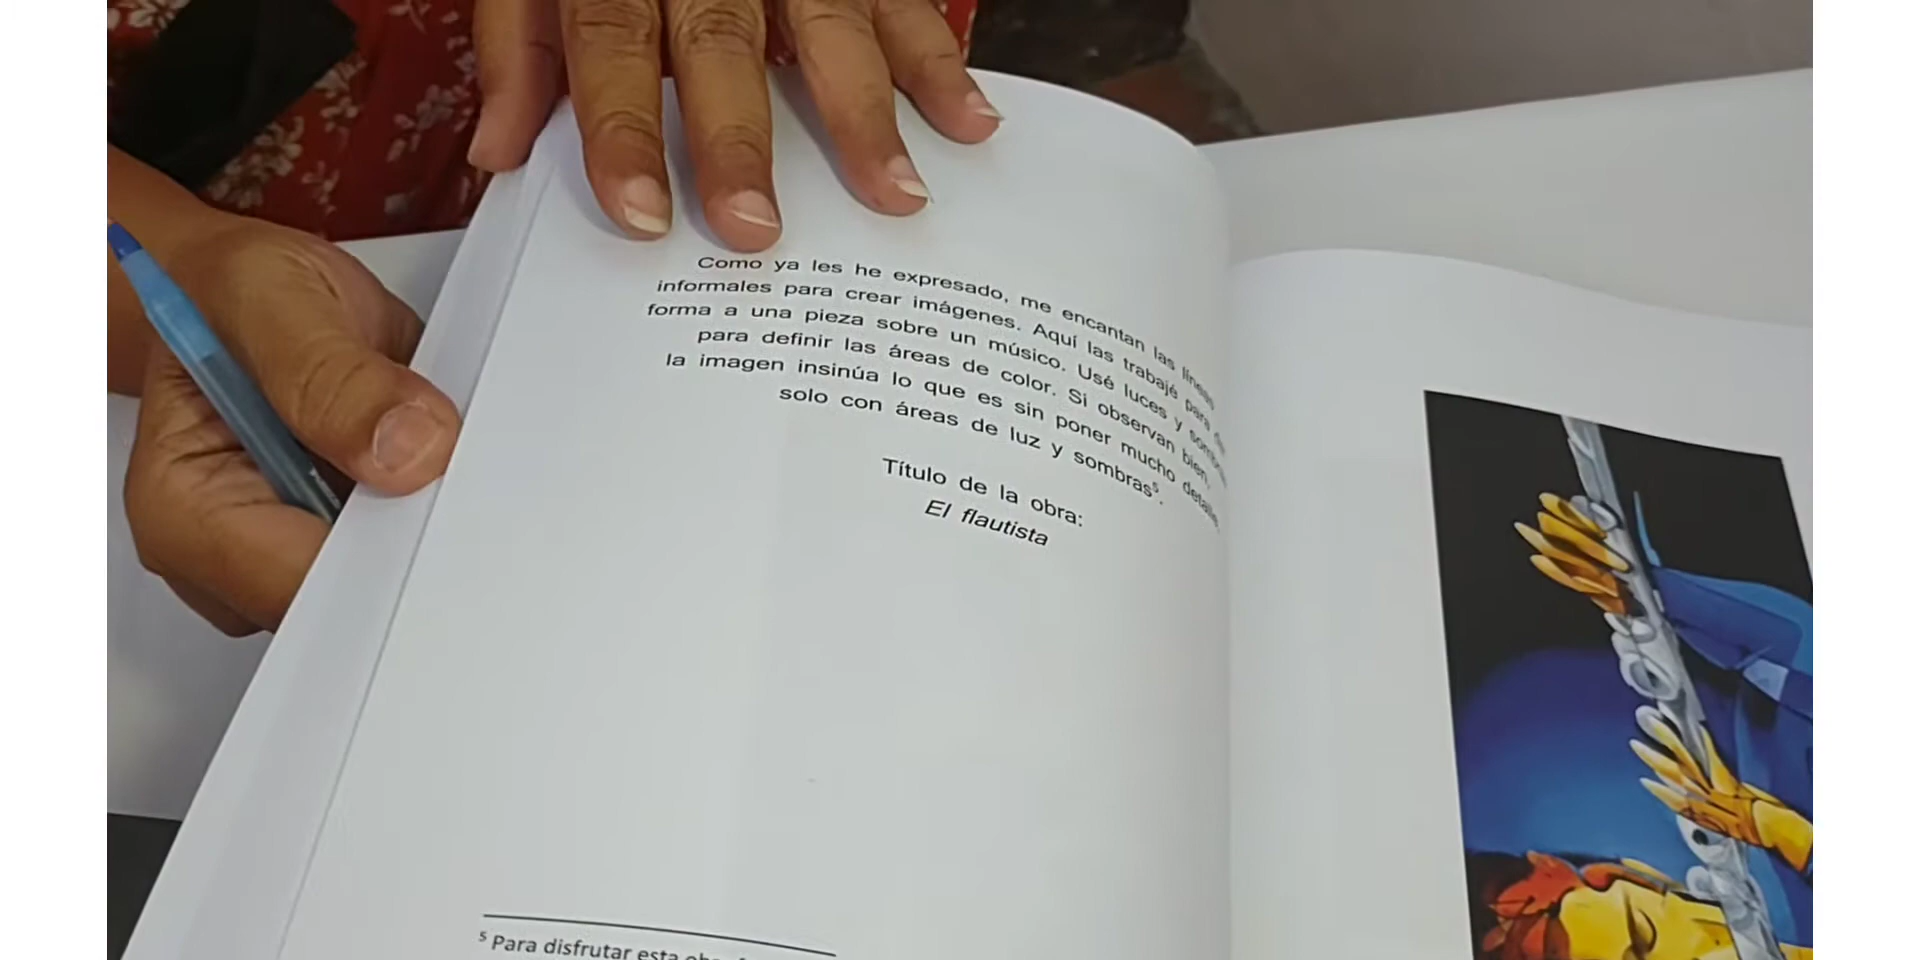 Como ya les he expresado, me encantan las líneas
informales para crear imágenes. Aquí las trabajé para
forma a una pieza sobre un músico. Usé luces y
para definir las áreas de color. Si observan bien,
la imagen insinúa lo que es sin poner mucho detalle,
solo con áreas de luz y sombras⁵.
Título de la obra:
El flautista
⁵ Para disfrutar esta